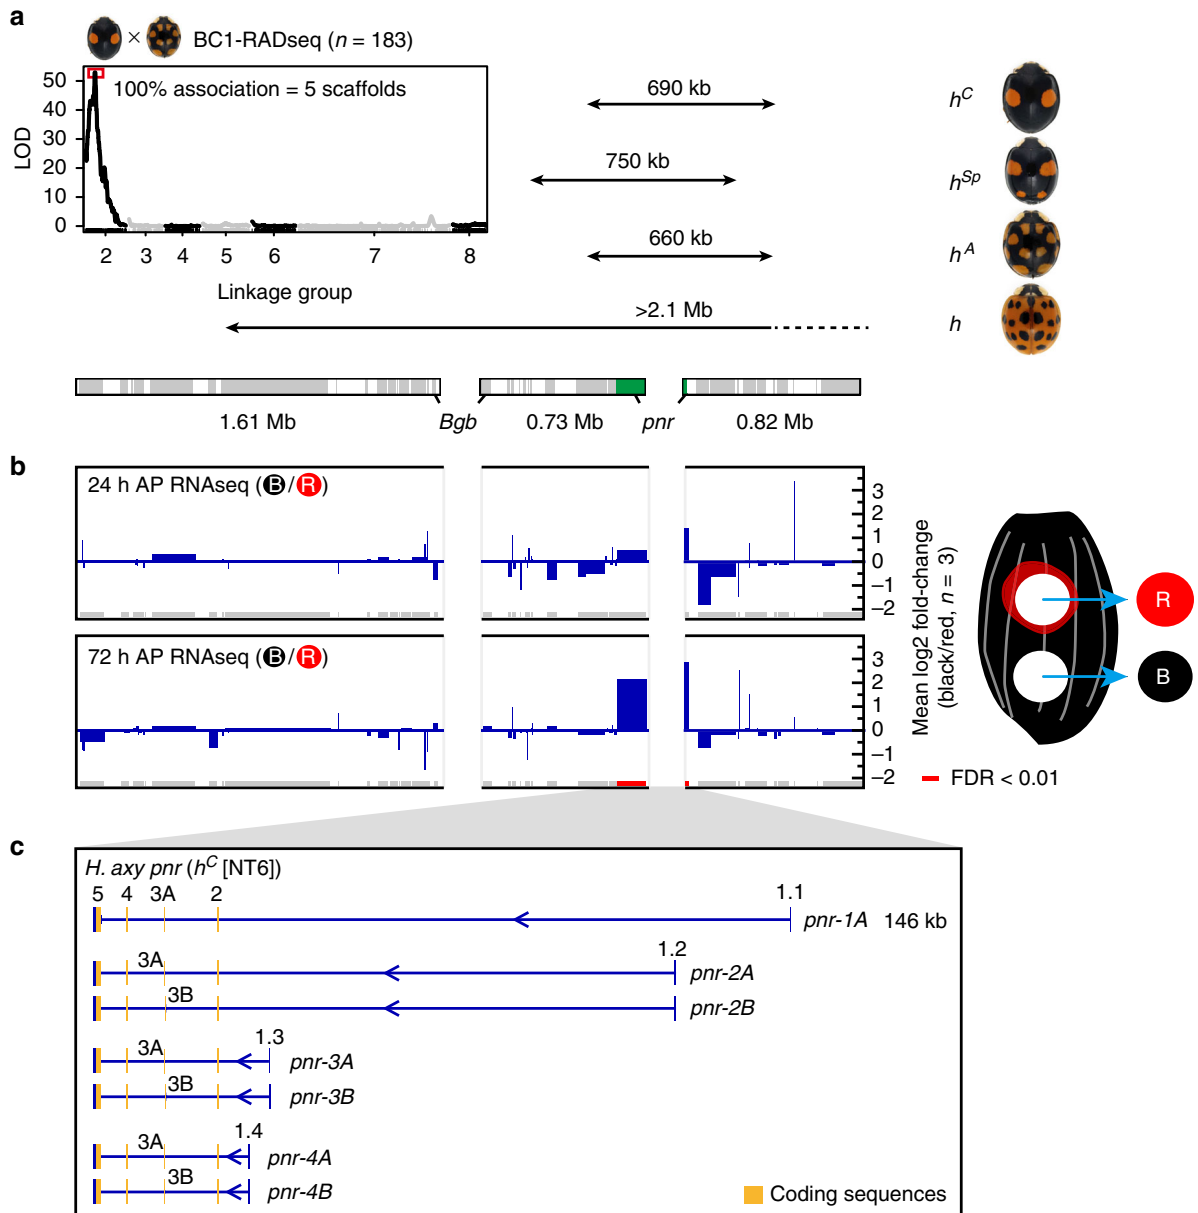 a
× BC1-RADseq (n = 183)
100% association = 5 scaffolds
LOD
50
40
30
20
10
0
2 3 4 5 6 7 8
Linkage group
690 kb
750 kb
660 kb
>2.1 Mb
h^C
h^Sp
h^A
h
1.61 Mb Bgb 0.73 Mb pnr 0.82 Mb
b
24 h AP RNAseq (B/R)
3
2
1
0
−1
−2
72 h AP RNAseq (B/R)
3
2
1
0
−1
−2
Mean log2 fold-change
(black/red, n = 3)
R
B
FDR < 0.01
c
H. axy pnr (h^C [NT6])
5 4 3A 2 1.1
pnr-1A 146 kb
3A 1.2
pnr-2A
3B
pnr-2B
3A 1.3
pnr-3A
3B
pnr-3B
3A 1.4
pnr-4A
3B
pnr-4B
Coding sequences